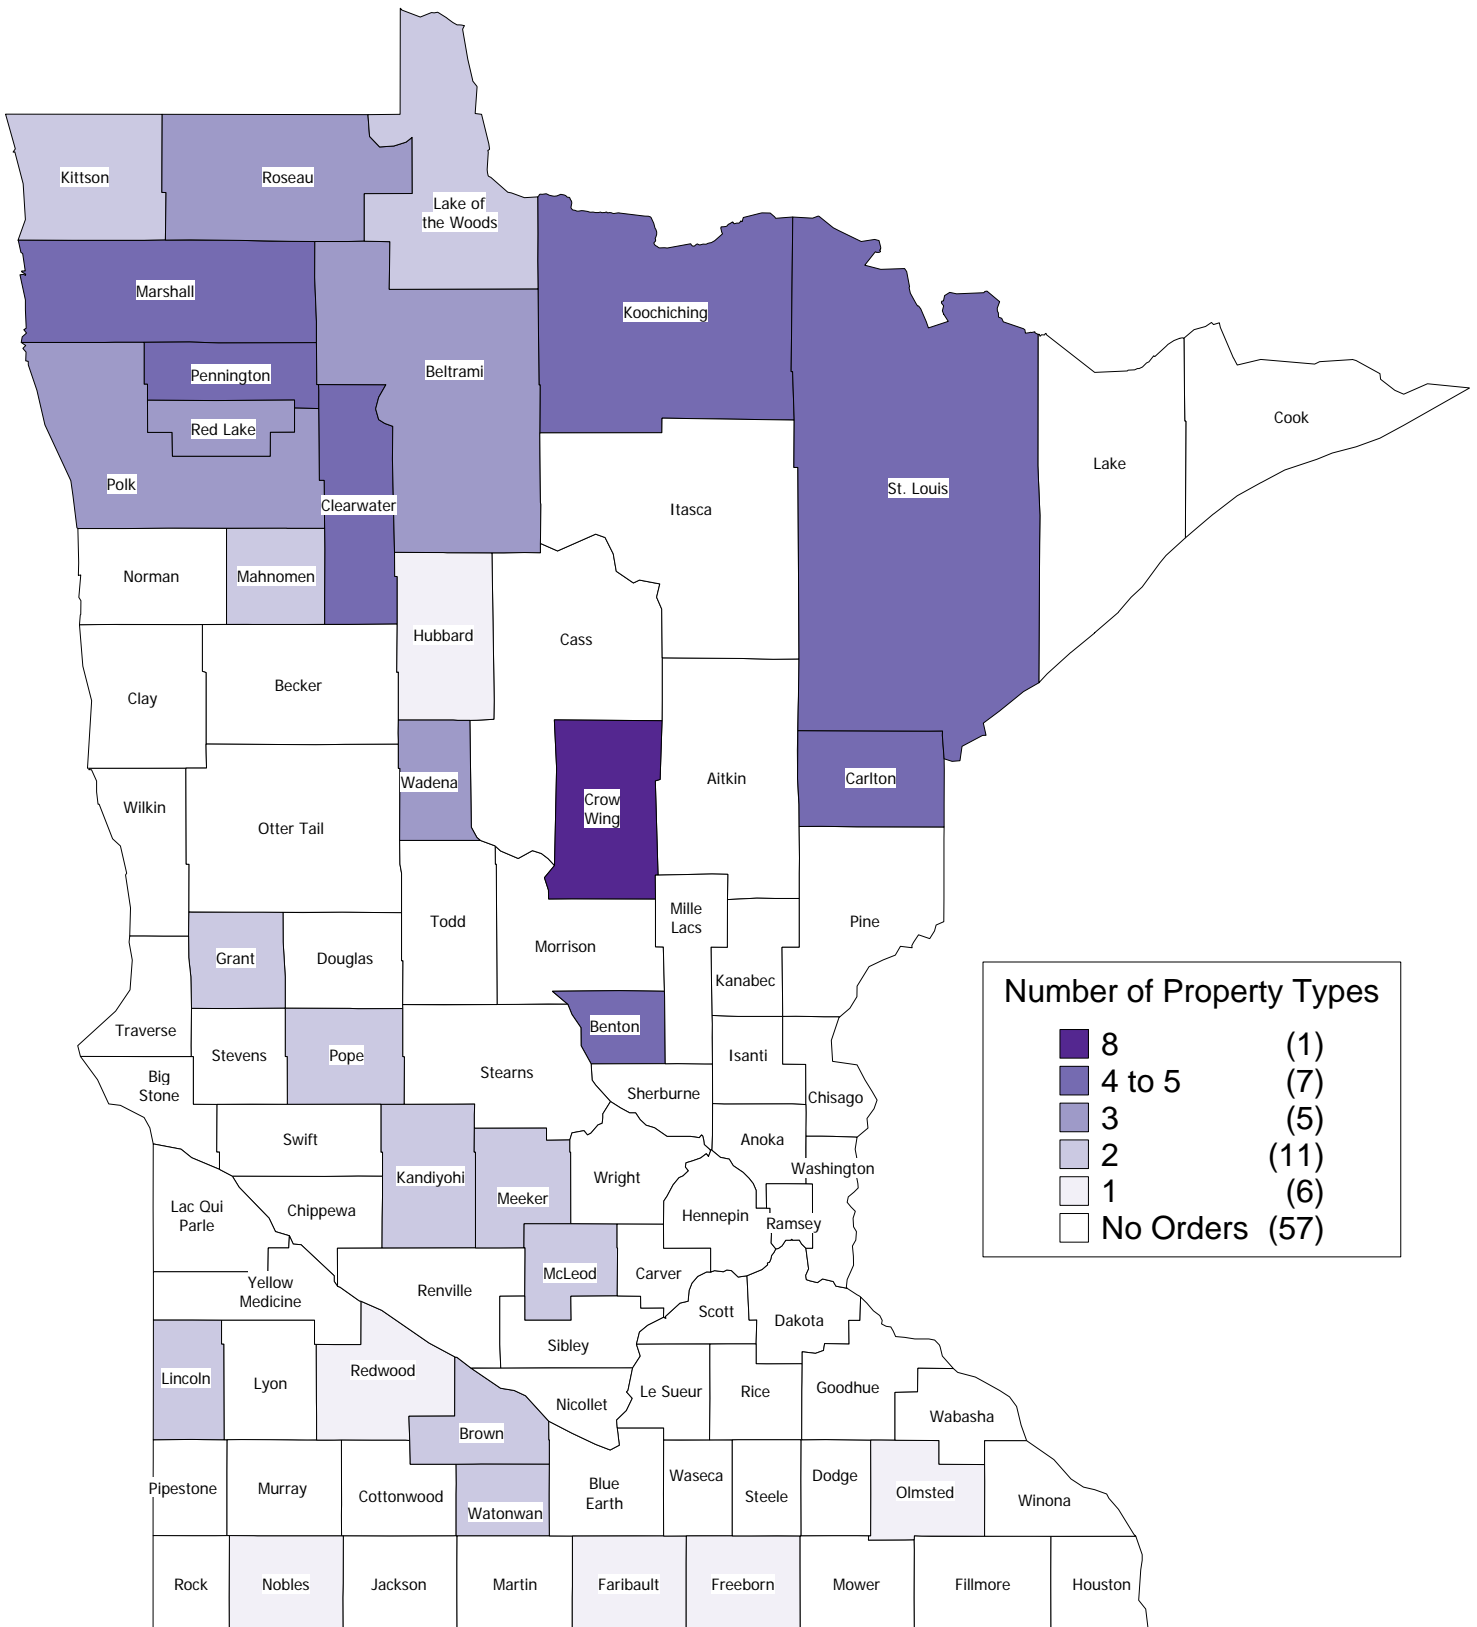 Kittson
Roseau
Lake of
the Woods
Marshall
Koochiching
Beltrami
Pennington
Red Lake
Polk
Clearwater
St. Louis
Lake
Cook
Itasca
Norman
Mahnomen
Hubbard
Cass
Clay
Becker
Wadena
Crow
Wing
Aitkin
Carlton
Wilkin
Otter Tail
Todd
Mille
Lacs
Pine
Morrison
Grant
Douglas
Kanabec
Traverse
Stevens
Pope
Benton
Isanti
Big
Stone
Stearns
Sherburne
Chisago
Swift
Anoka
Kandiyohi
Meeker
Wright
Washington
Lac Qui
Parle
Chippewa
Hennepin
Ramsey
Yellow
Medicine
Renville
McLeod
Carver
Scott
Dakota
Sibley
Lincoln
Lyon
Redwood
Nicollet
Le Sueur
Rice
Goodhue
Wabasha
Brown
Pipestone
Murray
Cottonwood
Watonwan
Blue
Earth
Waseca
Steele
Dodge
Olmsted
Winona
Rock
Nobles
Jackson
Martin
Faribault
Freeborn
Mower
Fillmore
Houston
Number of Property Types
8 (1)
4 to 5 (7)
3 (5)
2 (11)
1 (6)
No Orders (57)